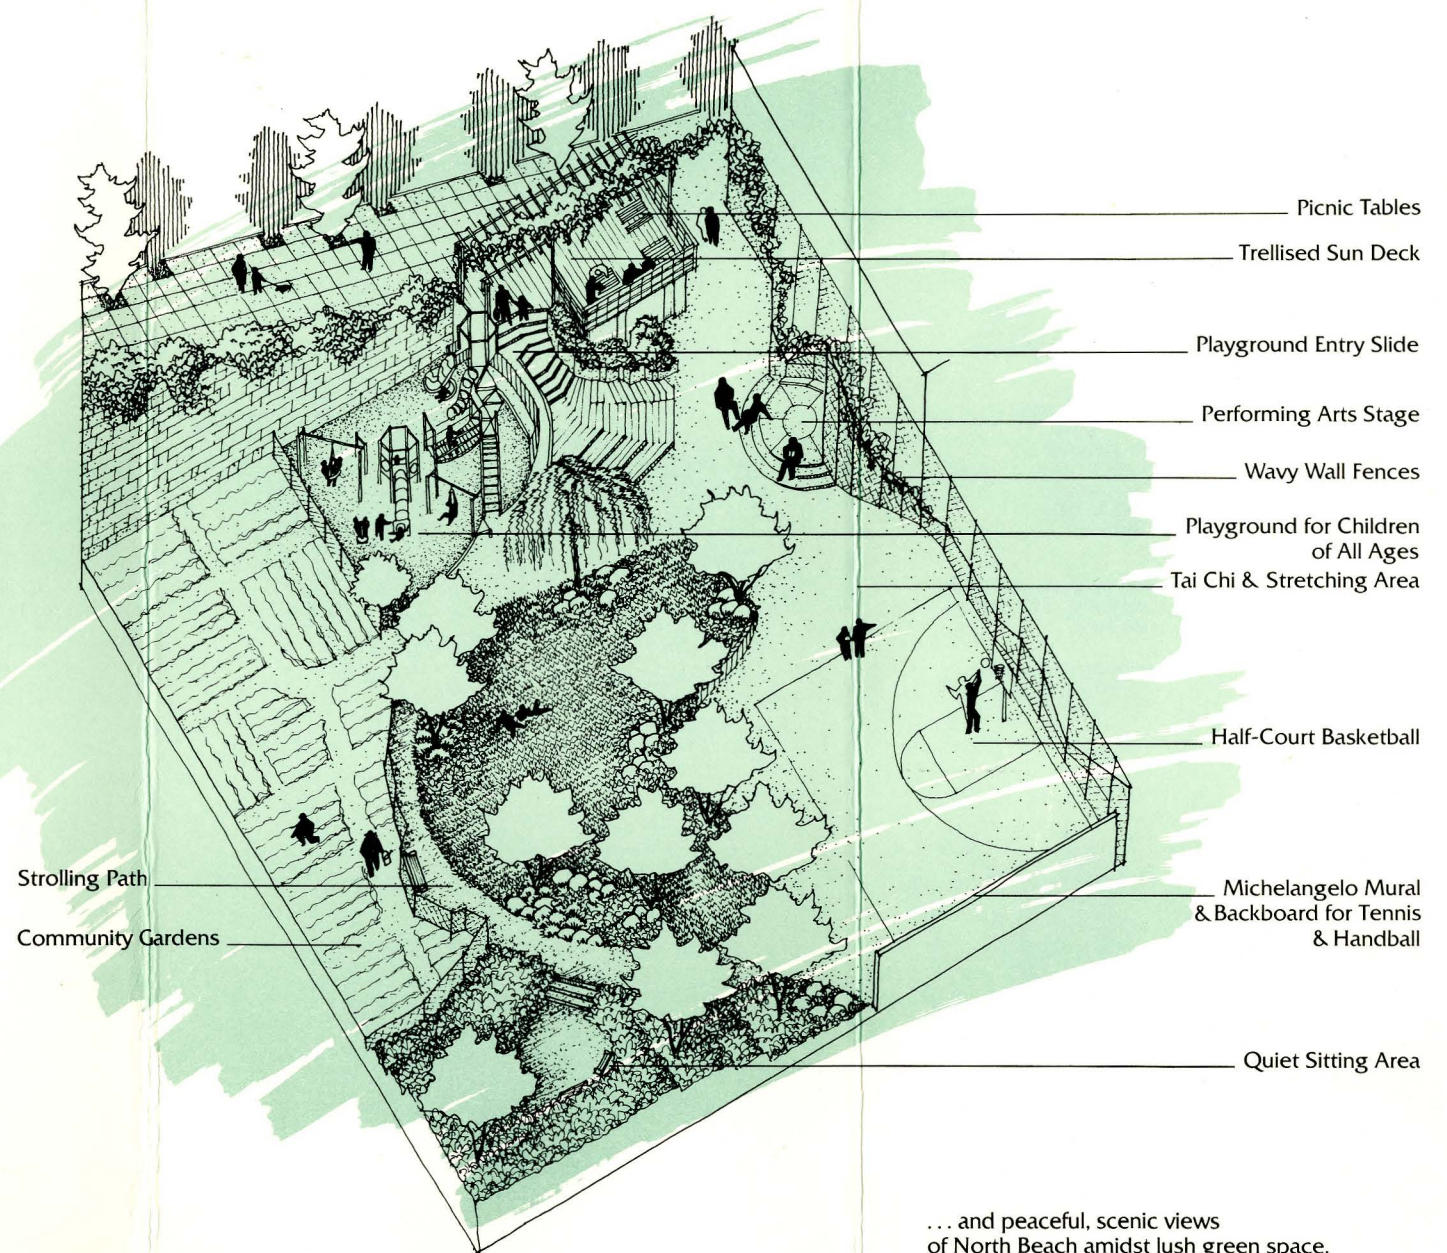 Picnic Tables
Trellised Sun Deck
Playground Entry Slide
Performing Arts Stage
Wavy Wall Fences
Playground for Children
of All Ages
Tai Chi & Stretching Area
Half-Court Basketball
Strolling Path
Michelangelo Mural
& Backboard for Tennis
& Handball
Community Gardens
Quiet Sitting Area
... and peaceful, scenic views
of North Beach amidst lush green space.